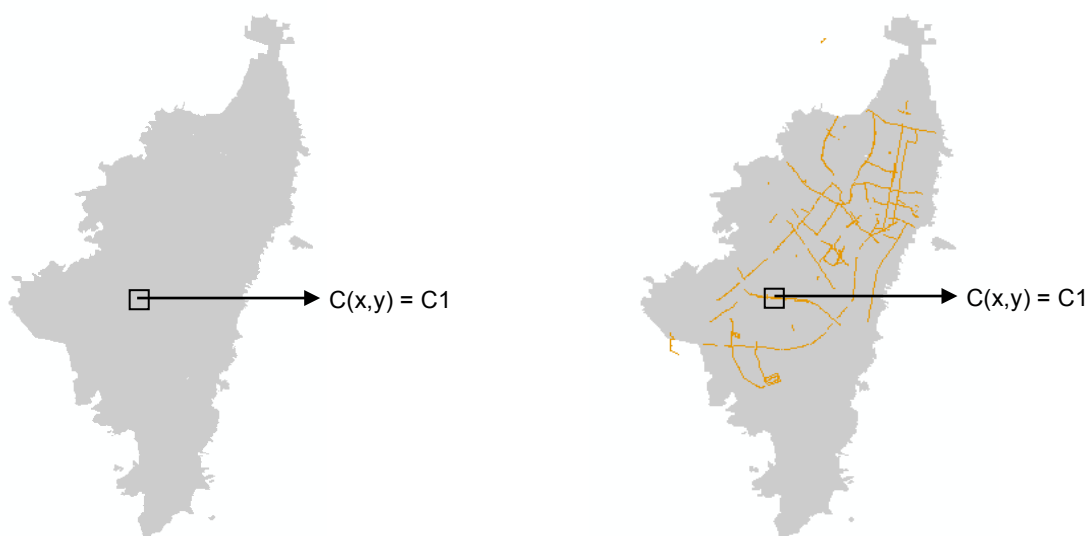 C(x,y) = C1
C(x,y) = C1